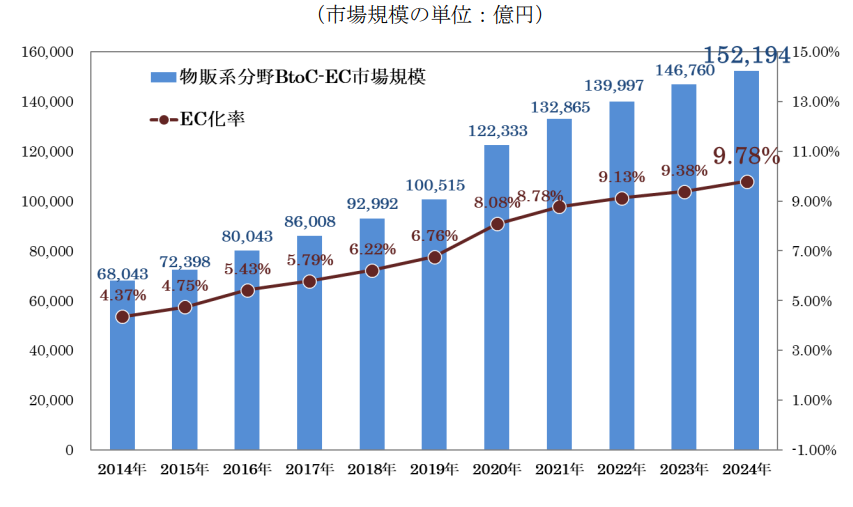 （市場規模の単位：億円）
160,000
140,000
120,000
100,000
80,000
60,000
40,000
20,000
0
15.00%
13.00%
11.00%
9.00%
7.00%
5.00%
3.00%
1.00%
-1.00%
物販系分野BtoC-EC市場規模
EC化率
68,043
72,398
80,043
86,008
92,992
100,515
122,333
132,865
139,997
146,760
152,194
4.37%
4.75%
5.43%
5.79%
6.22%
6.76%
8.08%
8.78%
9.13%
9.38%
9.78%
2014年
2015年
2016年
2017年
2018年
2019年
2020年
2021年
2022年
2023年
2024年